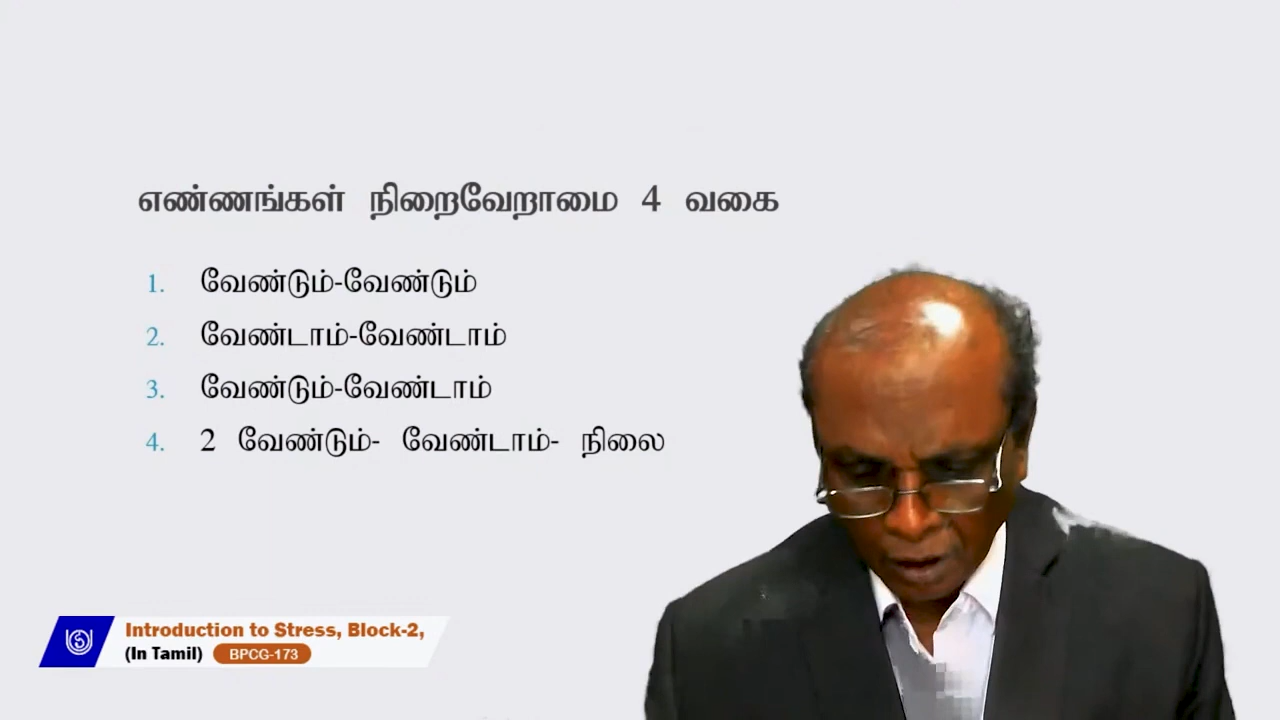 எண்ணங்கள் நிறைவேறாமை 4 வகை
1. வேண்டும்-வேண்டும்
2. வேண்டாம்-வேண்டாம்
3. வேண்டும்-வேண்டாம்
4. 2 வேண்டும்- வேண்டாம்- நிலை
Introduction to Stress, Block-2,
(In Tamil) BPCG-173